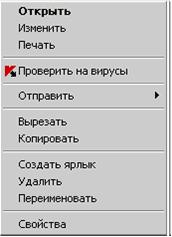 Открыть
Изменить
Печать
Проверить на вирусы
Отправить
Вырезать
Копировать
Создать ярлык
Удалить
Переименовать
Свойства